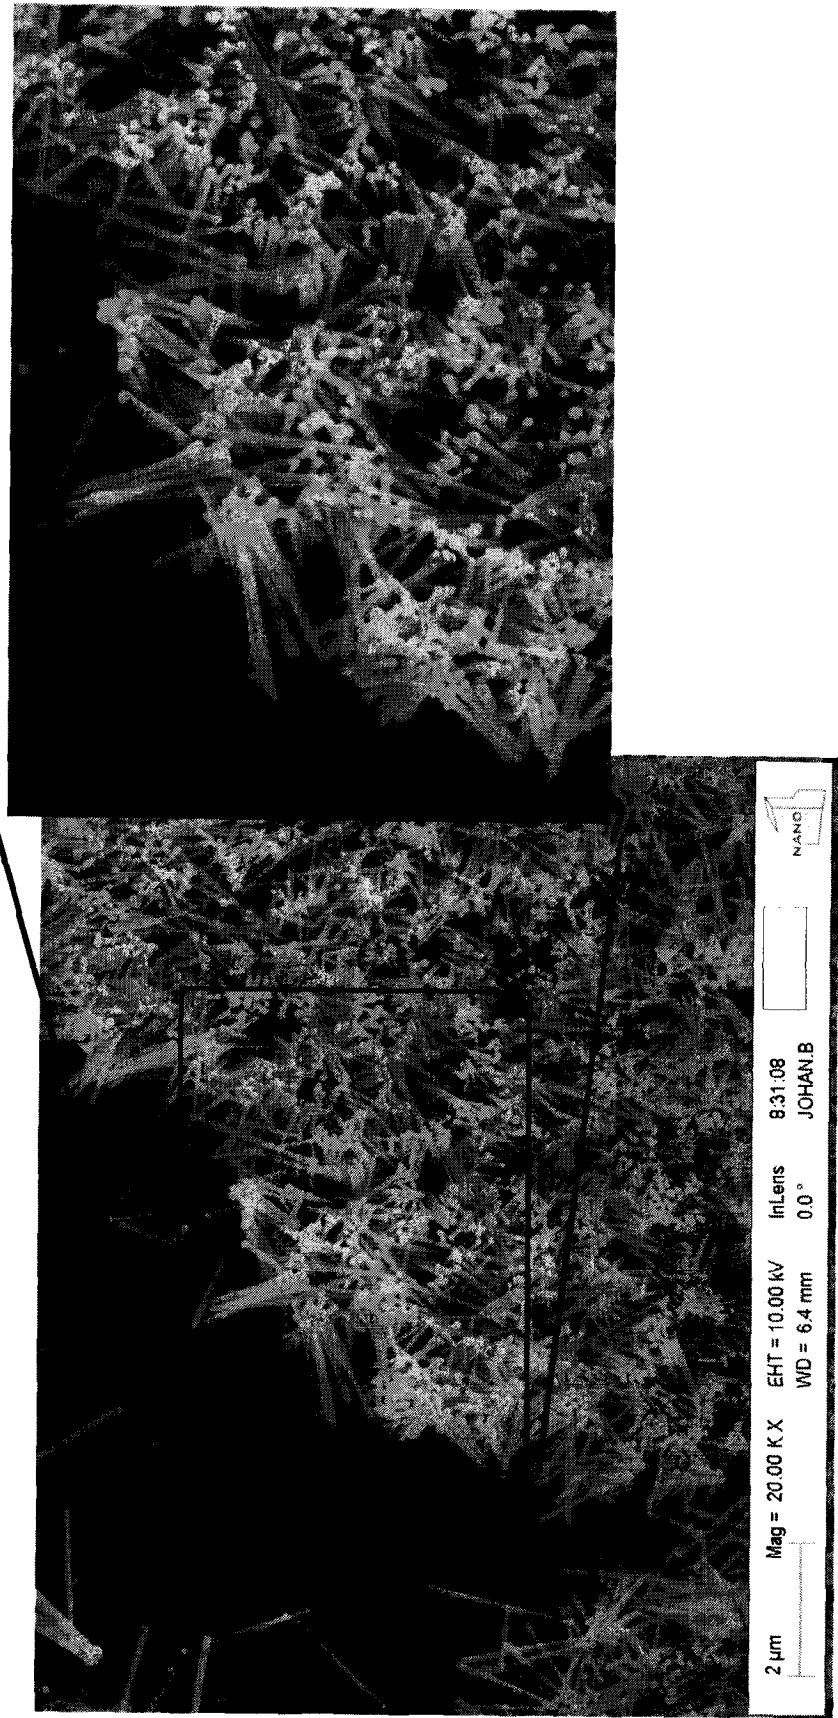 2 µm Mag = 20.00 K X EHT = 10.00 kV InLens 8:31:08
WD = 6.4 mm 0.0 ° JOHAN.B
NANO